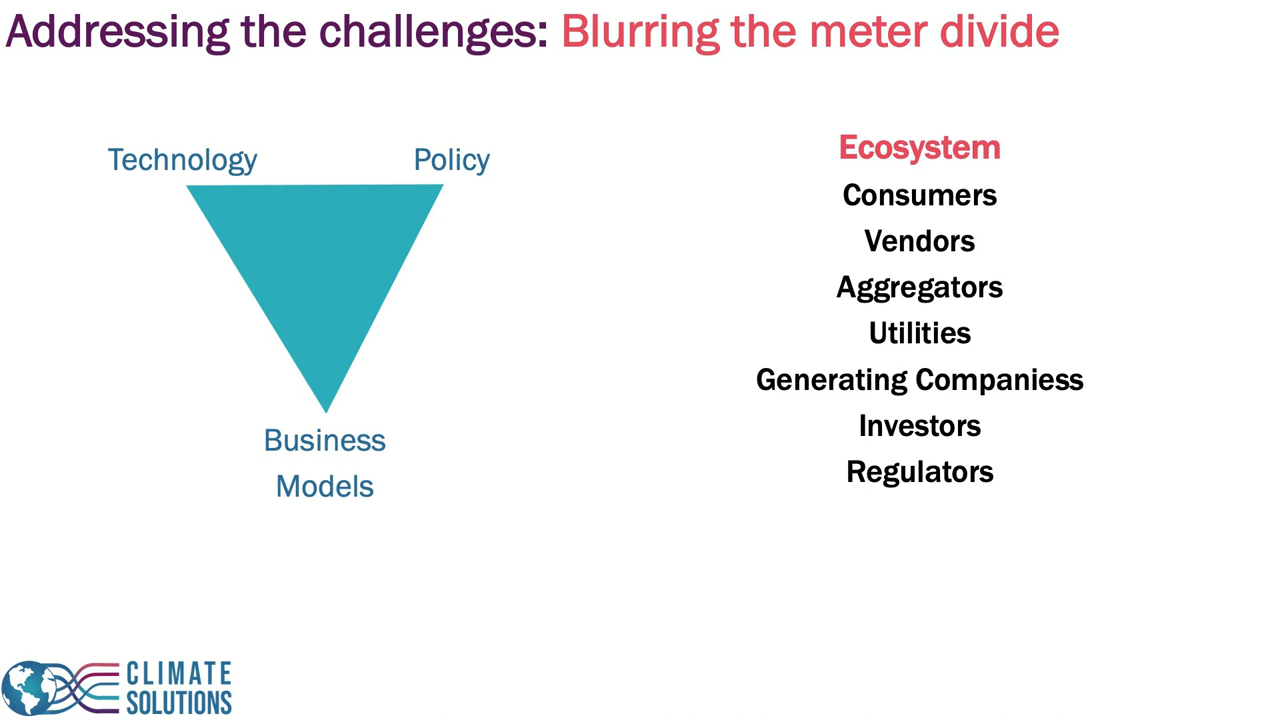 Addressing the challenges: Blurring the meter divide
Technology
Policy
Business
Models
Ecosystem
Consumers
Vendors
Aggregators
Utilities
Generating Companiess
Investors
Regulators
CLIMATE
SOLUTIONS